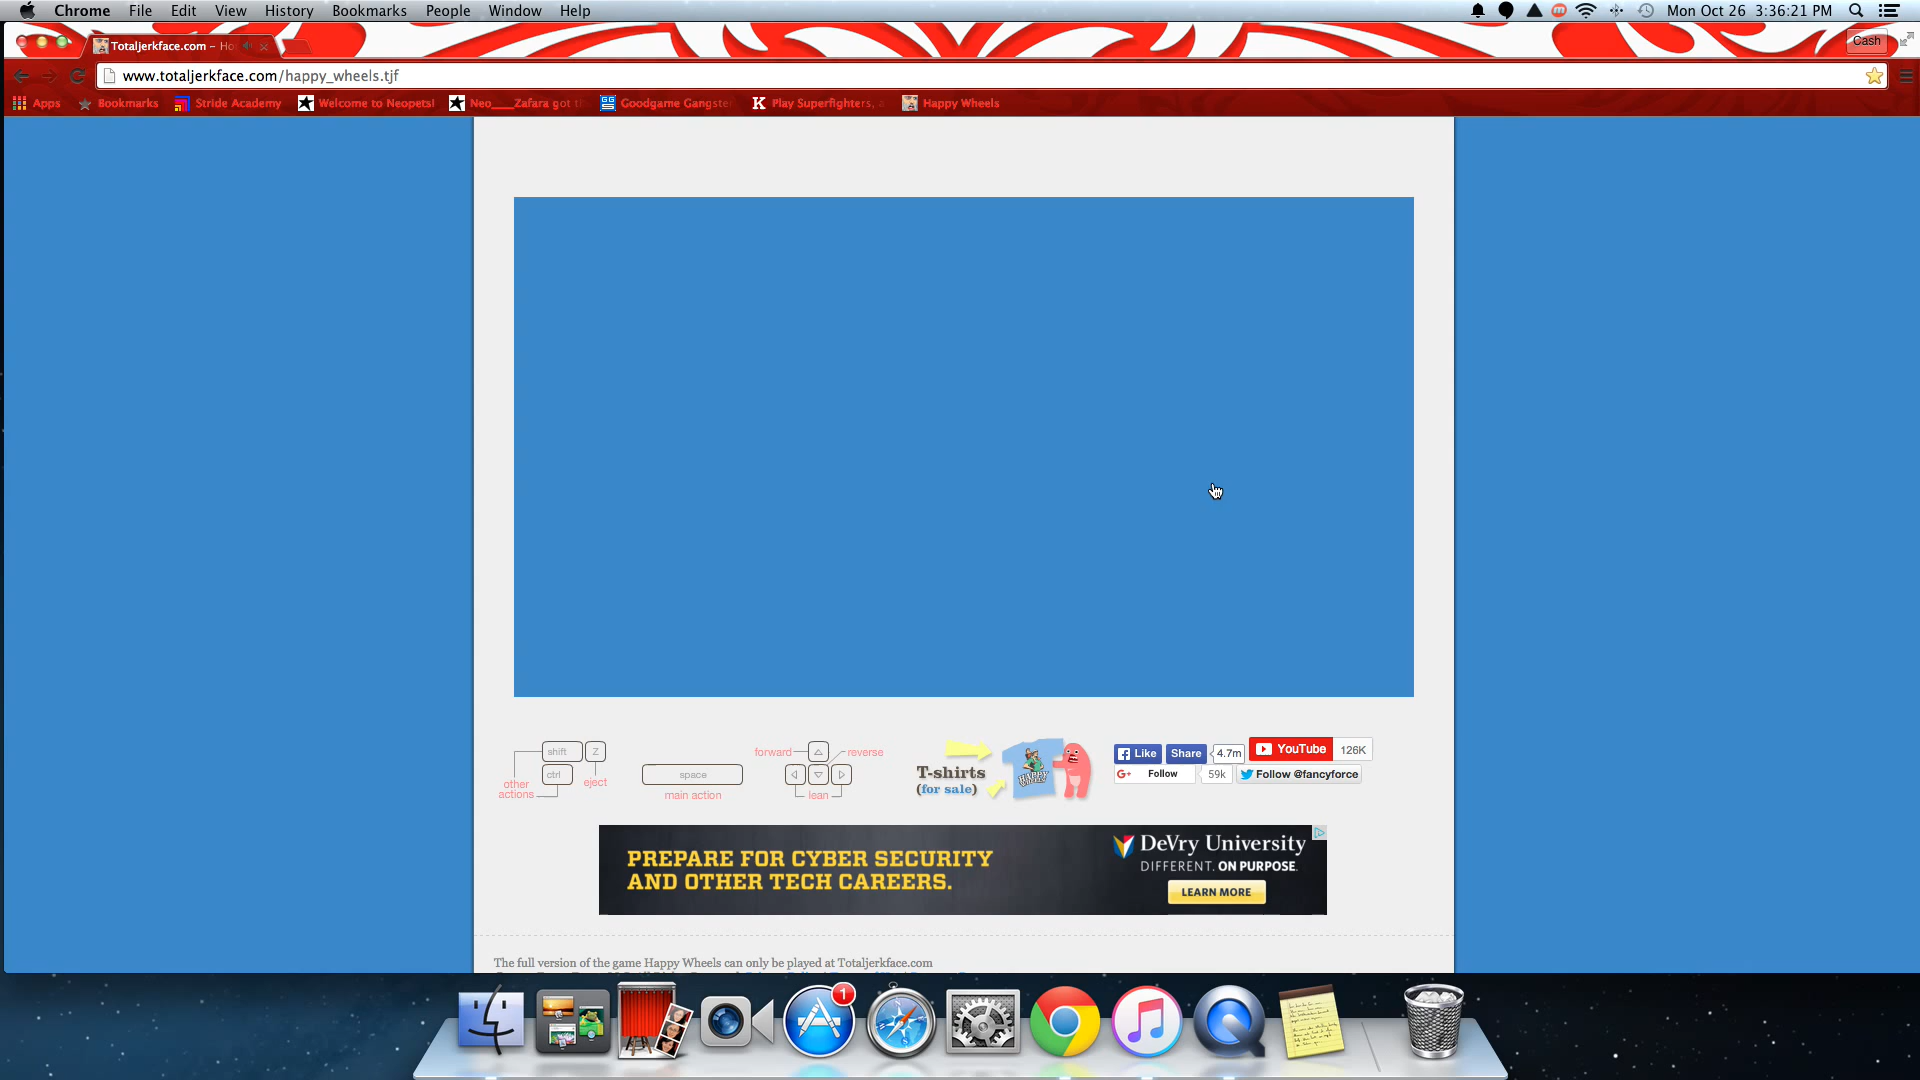 Chrome File Edit View History Bookmarks People Window Help
Mon Oct 26 3:36:21 PM
Totaljerkface.com – Ho
Cash
www.totaljerkface.com/happy_wheels.tjf
Apps Bookmarks Stride Academy Welcome to Neopets! Neo___Zafara got t Goodgame Gangster Play Superfighters, a Happy Wheels
shift Z
ctrl
other
actions
eject
space
main action
forward reverse
lean
T-shirts
(for sale)
HAPPY
Like Share 4.7m YouTube 126K
G+ Follow 59k Follow @fancyforce
PREPARE FOR CYBER SECURITY
AND OTHER TECH CAREERS.
DeVry University
DIFFERENT. ON PURPOSE.
LEARN MORE
The full version of the game Happy Wheels can only be played at Totaljerkface.com
1